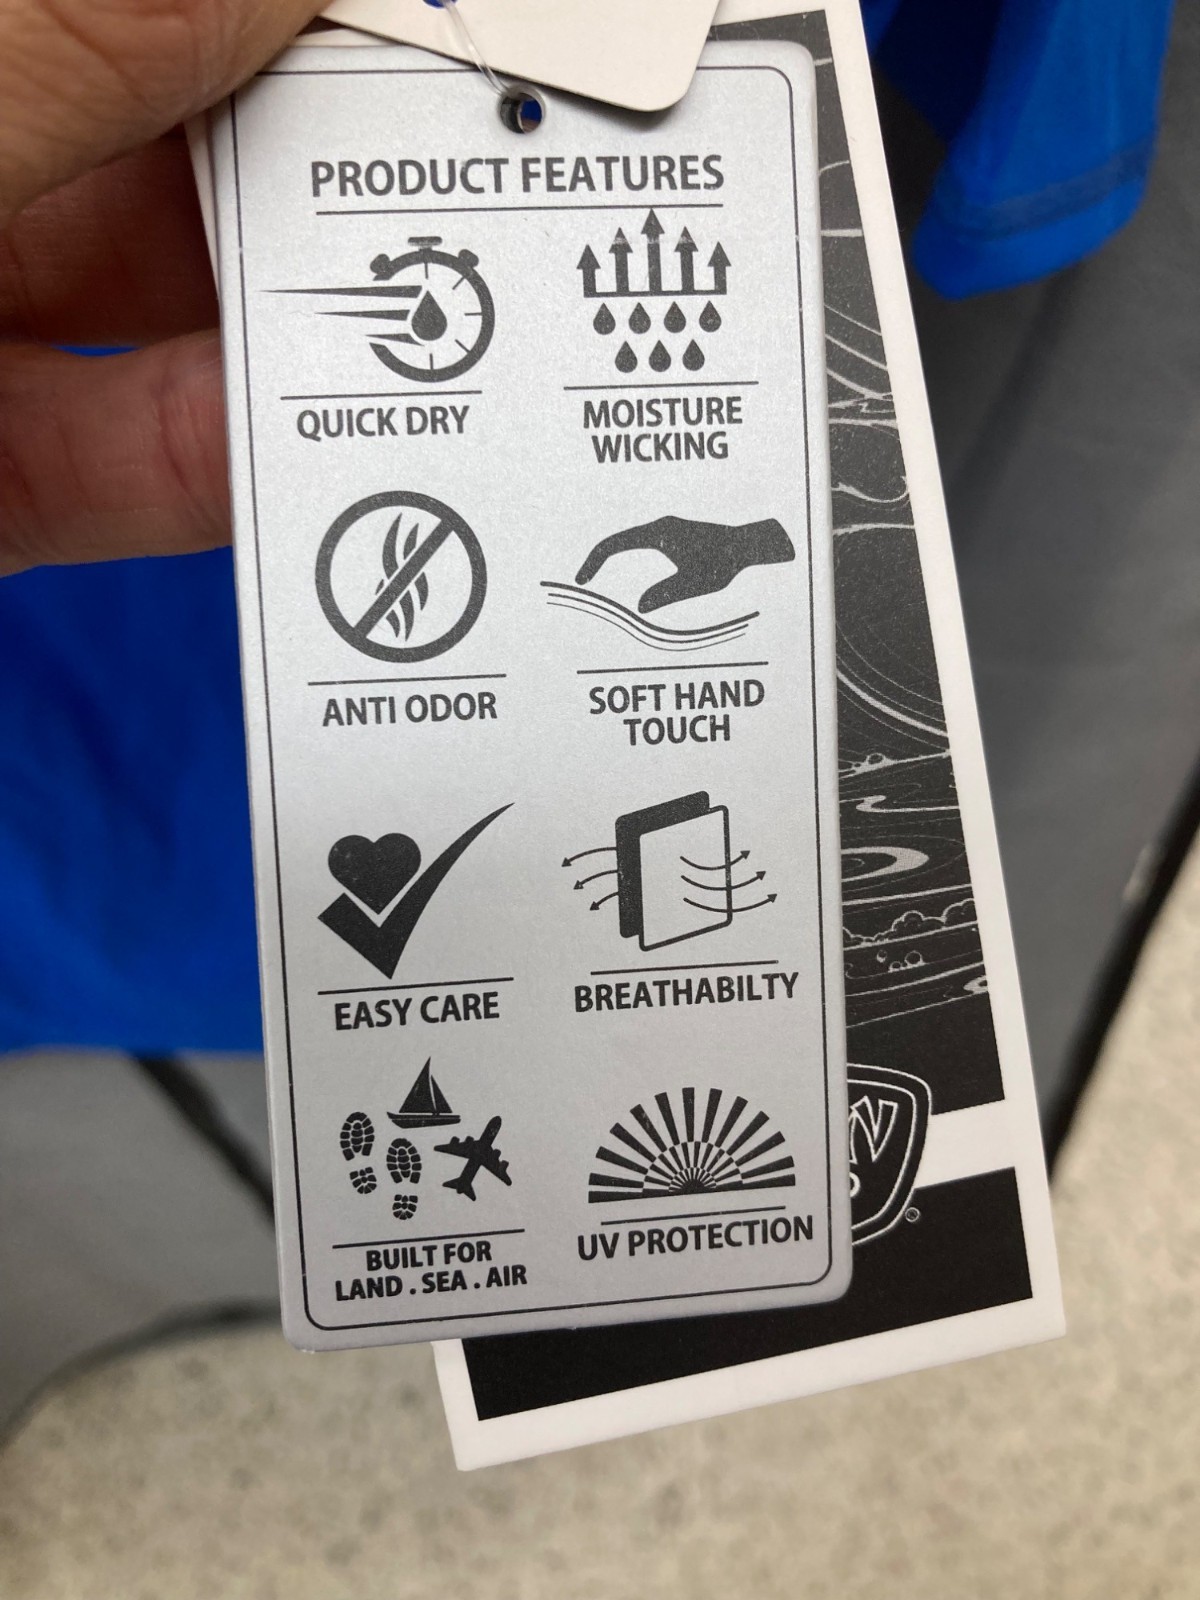 PRODUCT FEATURES
QUICK DRY
MOISTURE
WICKING
ANTI ODOR
SOFT HAND
TOUCH
EASY CARE
BREATHABILTY
BUILT FOR
LAND . SEA . AIR
UV PROTECTION
®